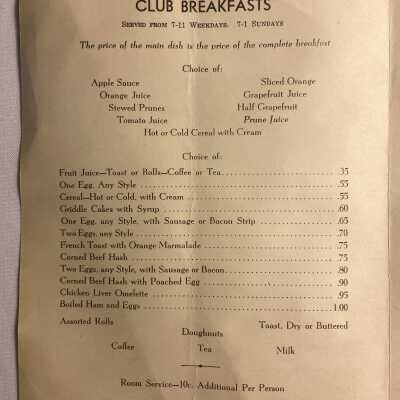 CLUB BREAKFASTS
SERVED FROM 7-11 WEEKDAYS. 7-1 SUNDAYS
The price of the main dish is the price of the complete breakfast
Choice of:
Apple Sauce Sliced Orange
Orange Juice Grapefruit Juice
Stewed Prunes Half Grapefruit
Tomato Juice Prune Juice
Hot or Cold Cereal with Cream
Choice of:
Fruit Juice—Toast or Rolls—Coffee or Tea .35
One Egg, Any Style .55
Cereal—Hot or Cold, with Cream .55
Griddle Cakes with Syrup .60
One Egg, any Style, with Sausage or Bacon Strip .65
Two Eggs, any Style .70
French Toast with Orange Marmalade .75
Corned Beef Hash .75
Two Eggs, any Style, with Sausage or Bacon .80
Corned Beef Hash with Poached Egg .90
Chicken Liver Omelette .95
Boiled Ham and Eggs 1.00
Assorted Rolls Toast, Dry or Buttered
Doughnuts
Coffee Tea Milk
Room Service—10c. Additional Per Person